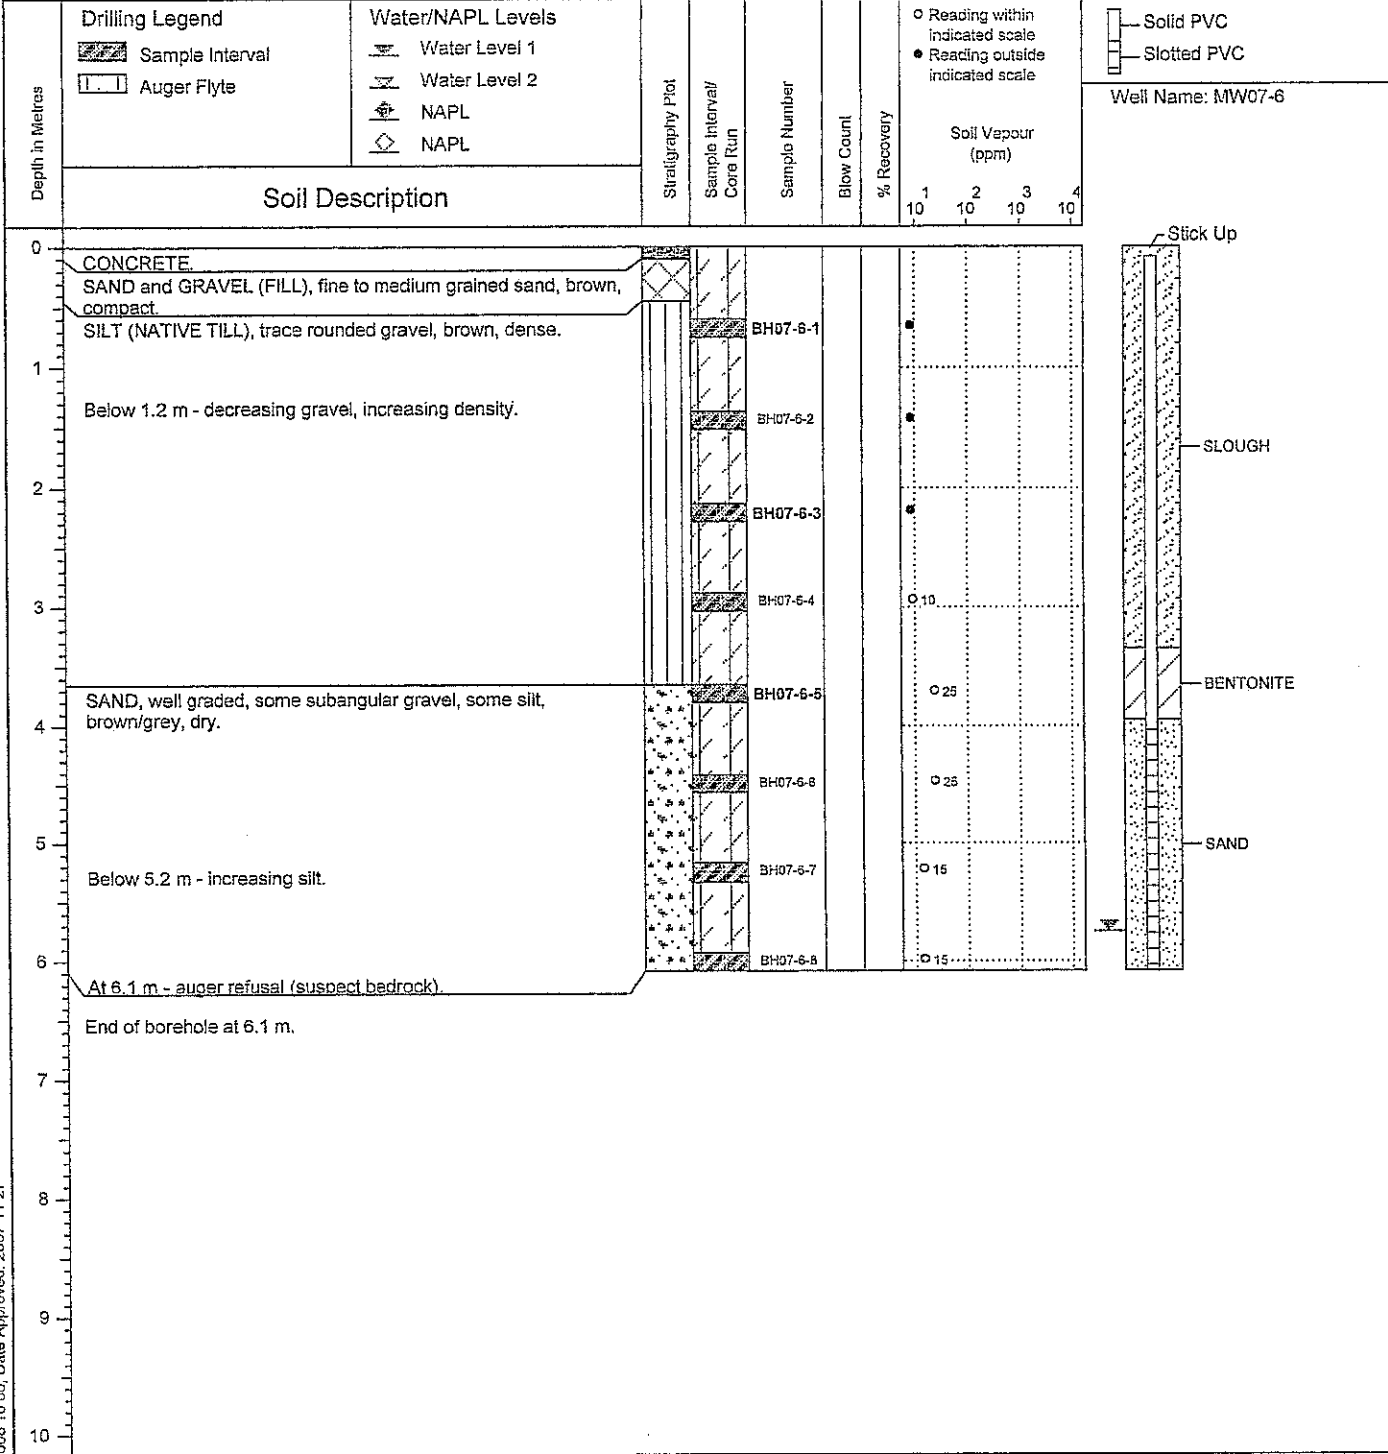 Drilling Legend
Sample Interval
Auger Flyte
Water/NAPL Levels
Water Level 1
Water Level 2
NAPL
NAPL
Depth in Metres
Soil Description
Stratigraphy Plot
Sample Interval/
Core Run
Sample Number
Blow Count
% Recovery
Reading within
indicated scale
Reading outside
indicated scale
Soil Vapour
(ppm)
10^1 10^2 10^3 10^4
Solid PVC
Slotted PVC
Well Name: MW07-6
Stick Up
0
CONCRETE.
SAND and GRAVEL (FILL), fine to medium grained sand, brown,
compact.
SILT (NATIVE TILL), trace rounded gravel, brown, dense.
BH07-6-1
1
Below 1.2 m - decreasing gravel, increasing density.
BH07-6-2
SLOUGH
2
BH07-6-3
BH07-6-4
10
3
SAND, well graded, some subangular gravel, some silt,
brown/grey, dry.
BH07-6-5
25
BENTONITE
4
BH07-6-6
25
5
SAND
Below 5.2 m - increasing silt.
BH07-6-7
15
6
BH07-6-8
15
At 6.1 m - auger refusal (suspect bedrock).
End of borehole at 6.1 m.
7
8
9
10